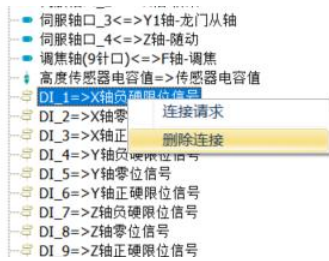 伺服轴口_3<=>Y1轴-龙门从轴
伺服轴口_4<=>Z轴-随动
调焦轴(9针口)<=>F轴-调焦
高度传感器电容值=>传感器电容值
DI_1=>X轴负硬限位信号
连接请求
DI_2=>X轴零
删除连接
DI_3=>X轴正
DI_4=>Y轴负硬限位信号
DI_5=>Y轴零位信号
DI_6=>Y轴正硬限位信号
DI_7=>Z轴负硬限位信号
DI_8=>Z轴零位信号
DI_9=>Z轴正硬限位信号